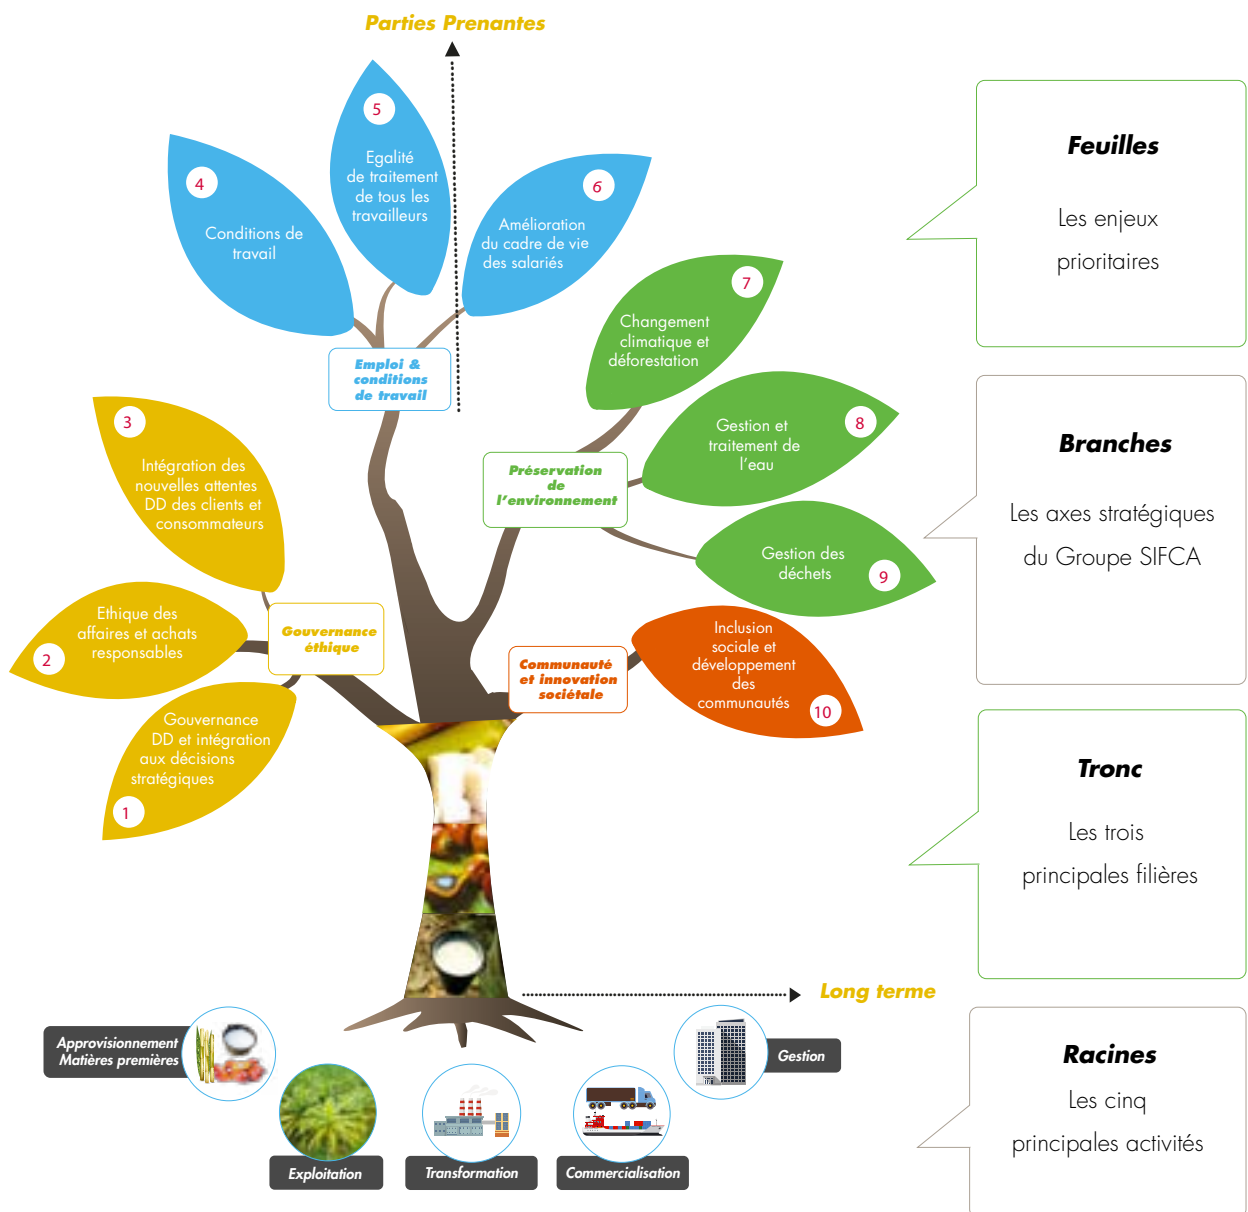 Parties Prenantes
5
Egalité
de traitement
de tous les
travailleurs
4
Conditions de
travail
6
Amélioration
du cadre de vie
des salariés
7
Changement
climatique et
déforestation
Emploi &
conditions
de travail
3
Intégration des
nouvelles attentes
DD des clients et
consommateurs
8
Gestion et
traitement de
l'eau
Préservation
de
l'environnement
Gestion des
déchets
9
Ethique des
affaires et achats
responsables
2
Gouvernance
éthique
Inclusion
sociale et
développement
des
communautés
10
Communauté
et innovation
sociétale
Gouvernance
DD et intégration
aux décisions
stratégiques
1
Long terme
Approvisionnement
Matières premières
Exploitation
Transformation
Commercialisation
Gestion
Feuilles
Les enjeux
prioritaires
Branches
Les axes stratégiques
du Groupe SIFCA
Tronc
Les trois
principales filières
Racines
Les cinq
principales activités